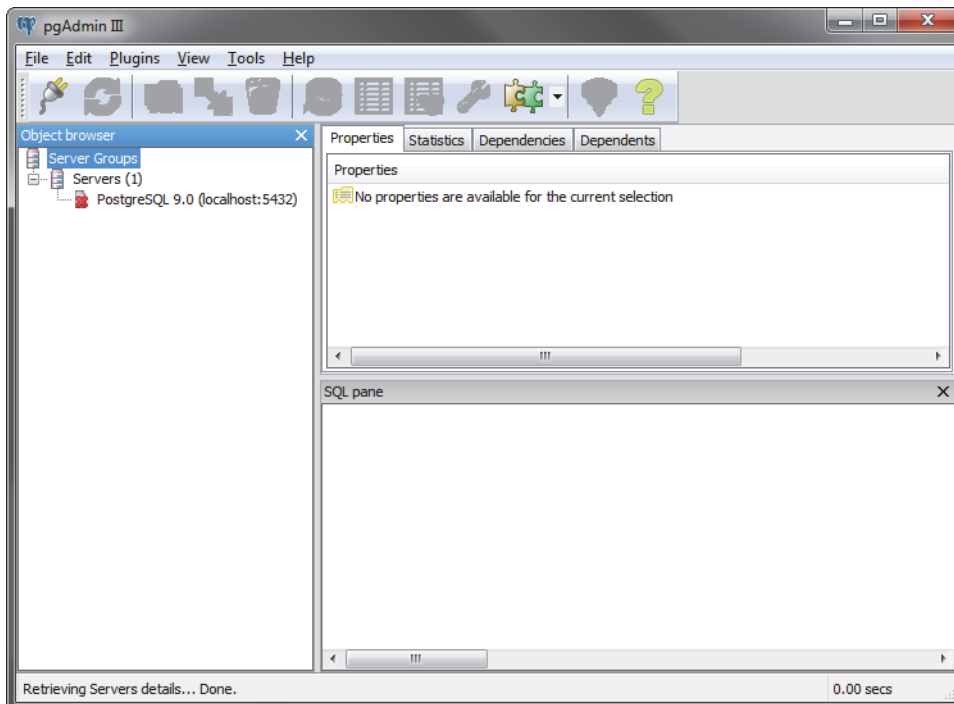 pgAdmin III
File Edit Plugins View Tools Help
Object browser
Server Groups
Servers (1)
PostgreSQL 9.0 (localhost:5432)
Properties Statistics Dependencies Dependents
Properties
No properties are available for the current selection
SQL pane
Retrieving Servers details... Done.
0.00 secs